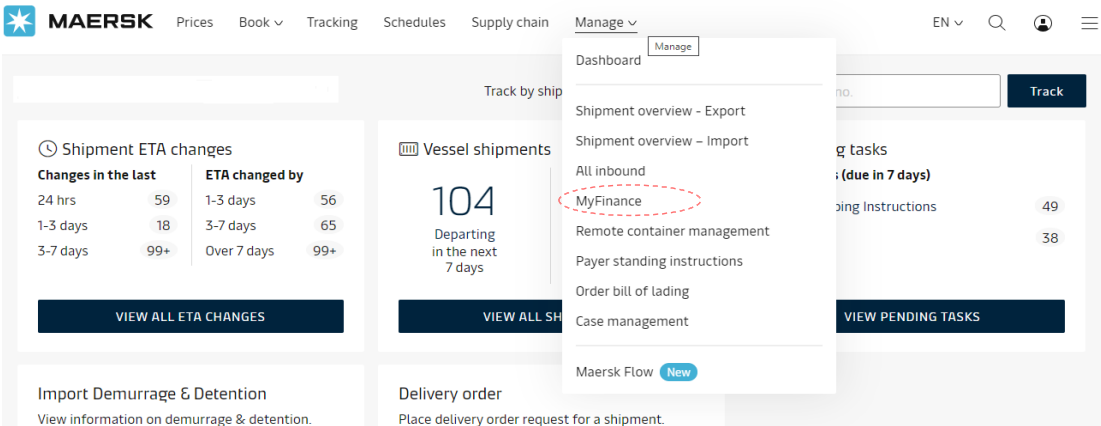 MAERSK Prices Book Tracking Schedules Supply chain Manage EN
Manage
Dashboard
Shipment overview - Export
Shipment overview – Import
All inbound
MyFinance
Remote container management
Payer standing instructions
Order bill of lading
Case management
Maersk Flow New
Track by ship
no.
Track
Shipment ETA changes
Changes in the last
24 hrs 59
1-3 days 18
3-7 days 99+
ETA changed by
1-3 days 56
3-7 days 65
Over 7 days 99+
VIEW ALL ETA CHANGES
Vessel shipments
104
Departing
in the next
7 days
VIEW ALL SH
g tasks
s (due in 7 days)
ping Instructions 49
38
VIEW PENDING TASKS
Import Demurrage & Detention
View information on demurrage & detention.
Delivery order
Place delivery order request for a shipment.